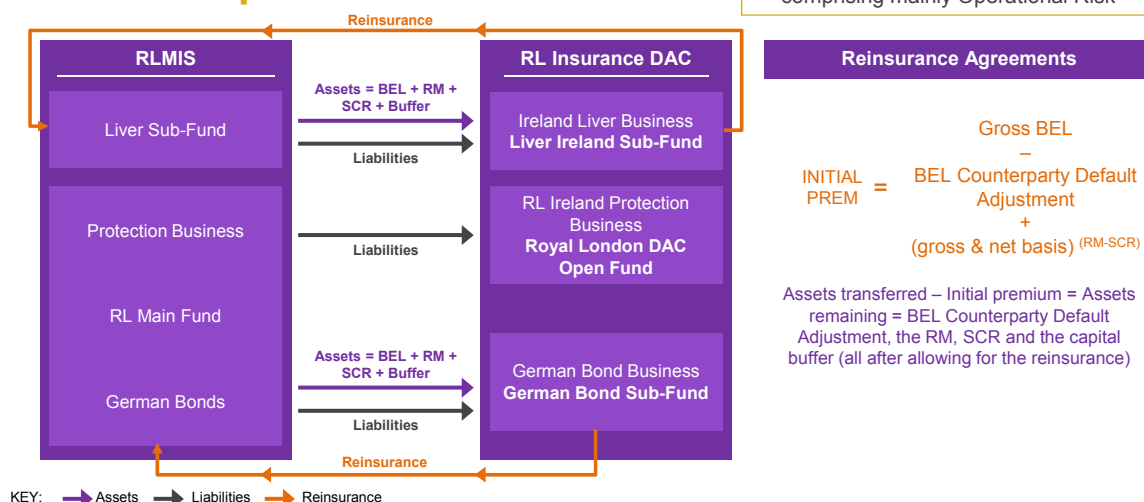 comprising mainly Operational Risk
Reinsurance
RLMIS
Liver Sub-Fund
Protection Business
RL Main Fund
German Bonds
Assets = BEL + RM +
SCR + Buffer
Liabilities
Liabilities
Assets = BEL + RM +
SCR + Buffer
Liabilities
RL Insurance DAC
Ireland Liver Business
Liver Ireland Sub-Fund
RL Ireland Protection
Business
Royal London DAC
Open Fund
German Bond Business
German Bond Sub-Fund
Reinsurance
Reinsurance Agreements
INITIAL
PREM
=
Gross BEL
–
BEL Counterparty Default
Adjustment
+
(gross & net basis) (RM-SCR)
Assets transferred – Initial premium = Assets
remaining = BEL Counterparty Default
Adjustment, the RM, SCR and the capital
buffer (all after allowing for the reinsurance)
KEY: Assets Liabilities Reinsurance